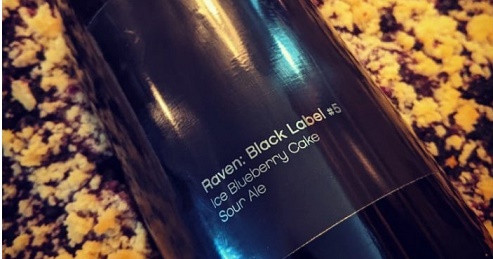 Raven: Black Label #5
Ice Blueberry Cake
Sour Ale